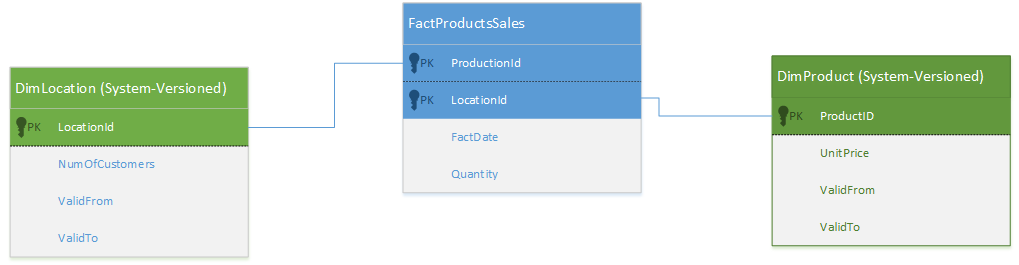 DimLocation (System-Versioned)
PK LocationId
NumOfCustomers
ValidFrom
ValidTo
FactProductsSales
PK ProductionId
PK LocationId
FactDate
Quantity
DimProduct (System-Versioned)
PK ProductID
UnitPrice
ValidFrom
ValidTo